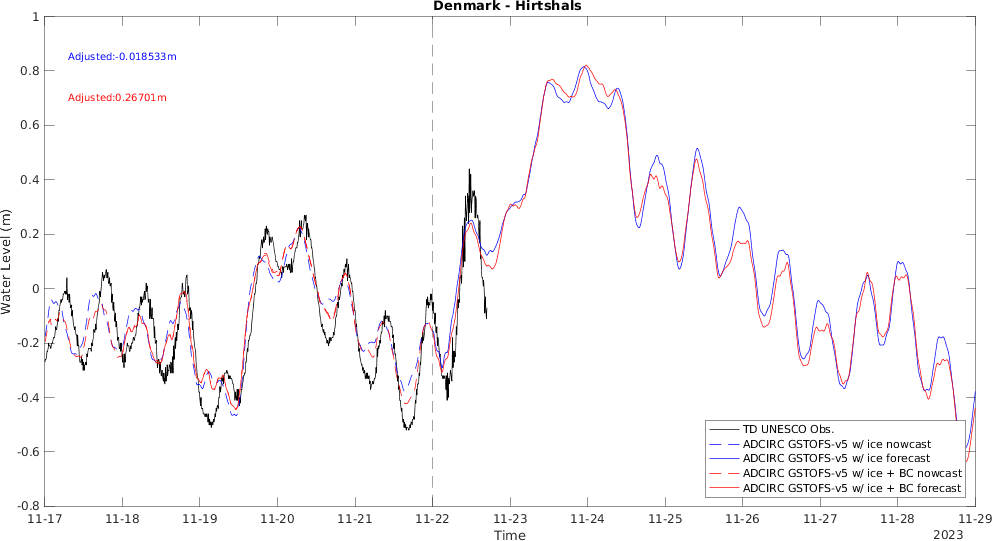 Denmark - Hirtshals
Adjusted:-0.018533m
Adjusted:0.26701m
Water Level (m)
1
0.8
0.6
0.4
0.2
0
-0.2
-0.4
-0.6
-0.8
TD UNESCO Obs.
ADCIRC GSTOFS-v5 w/ ice nowcast
ADCIRC GSTOFS-v5 w/ ice forecast
ADCIRC GSTOFS-v5 w/ ice + BC nowcast
ADCIRC GSTOFS-v5 w/ ice + BC forecast
11-17 11-18 11-19 11-20 11-21 11-22 11-23 11-24 11-25 11-26 11-27 11-28 11-29
Time
2023